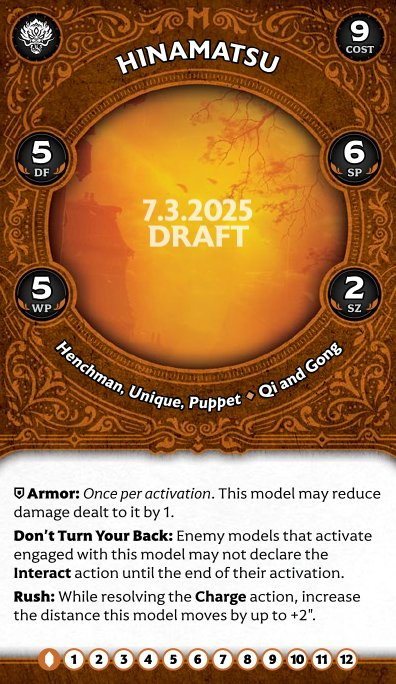 M
HINAMATSU
9
COST
5
DF
6
SP
7.3.2025
DRAFT
5
WP
2
SZ
Henchman, Unique, Puppet ♦ Qi and Gong
Armor: Once per activation. This model may reduce
damage dealt to it by 1.
Don't Turn Your Back: Enemy models that activate
engaged with this model may not declare the
Interact action until the end of their activation.
Rush: While resolving the Charge action, increase
the distance this model moves by up to +2".
1 2 3 4 5 6 7 8 9 10 11 12